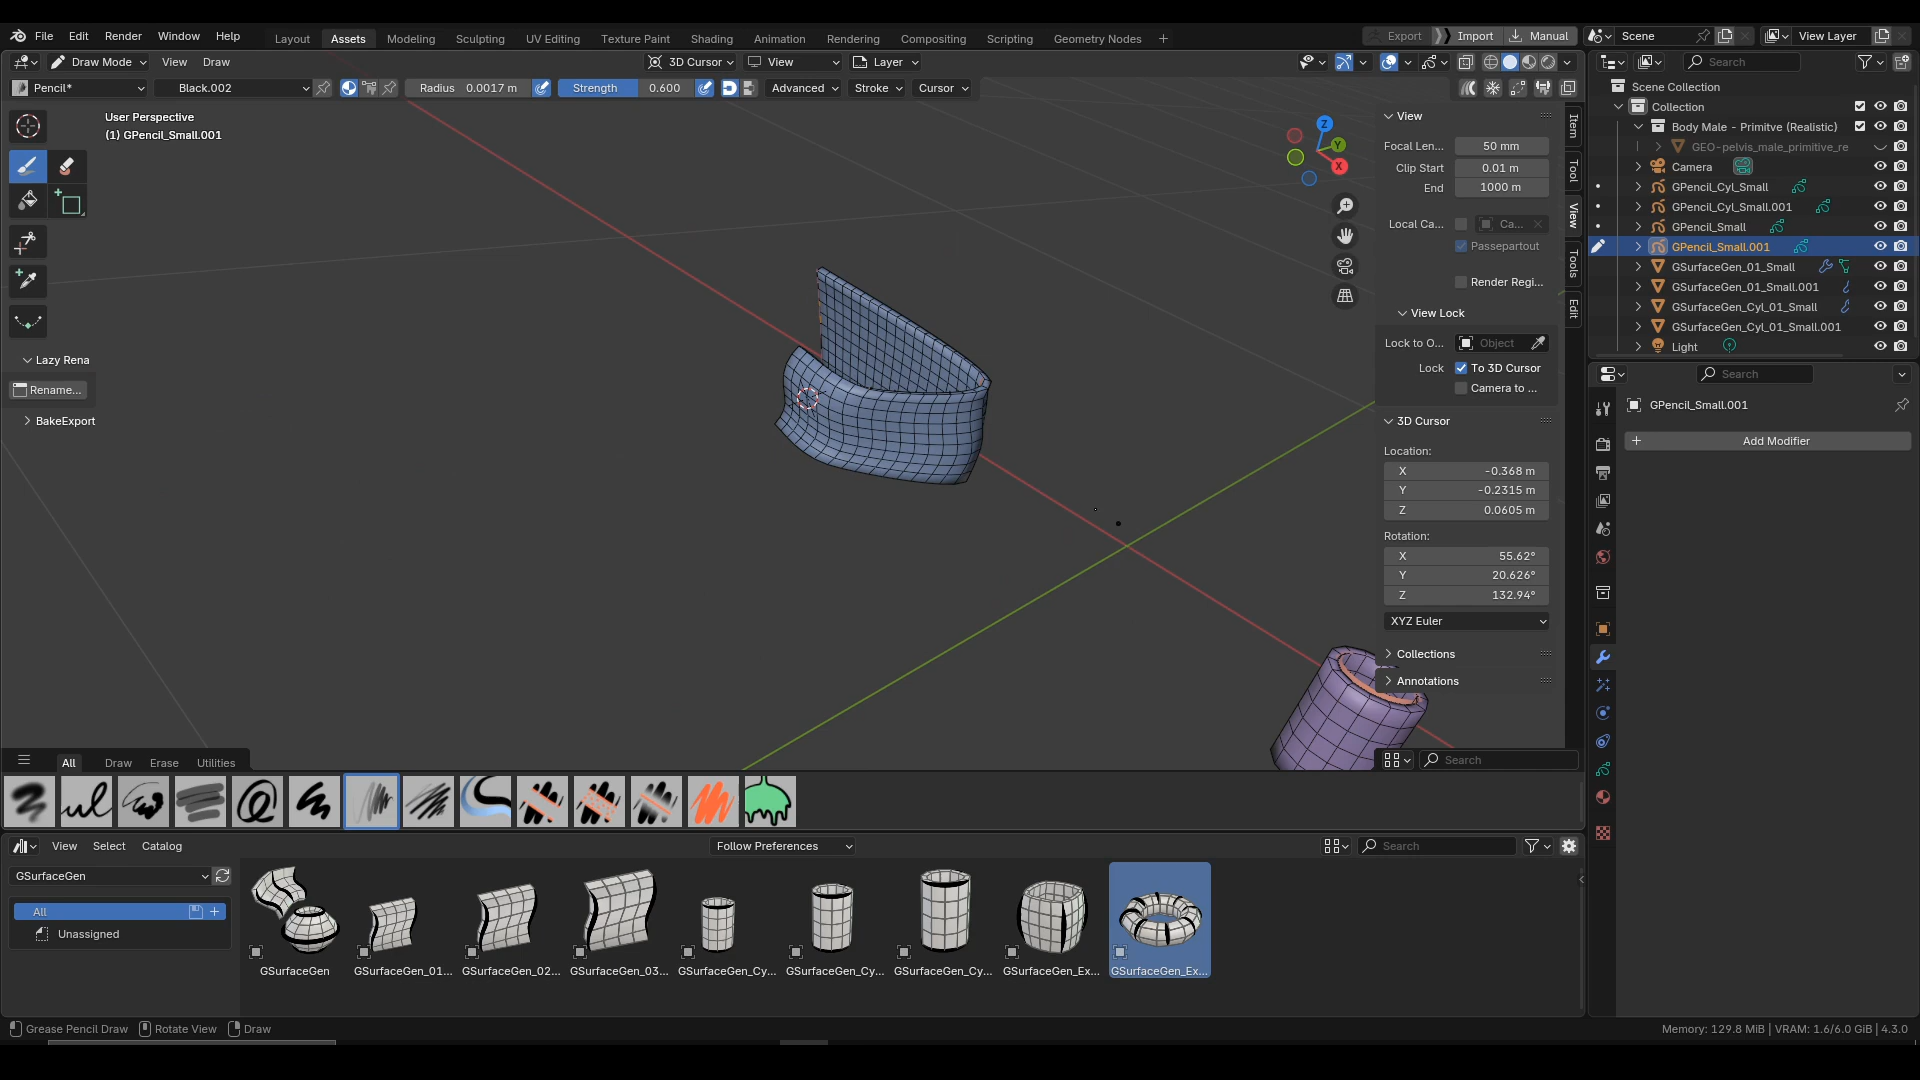 File Edit Render Window Help
Layout Assets Modeling Sculpting UV Editing Texture Paint Shading Animation Rendering Compositing Scripting Geometry Nodes +
Export Import Manual
Scene
View Layer
Draw Mode View Draw
3D Cursor View Layer
Search
Pencil* Black.002 Radius 0.0017 m Strength 0.600 Advanced Stroke Cursor
User Perspective
(1) GPencil_Small.001
Lazy Rena
Rename...
BakeExport
Z
Y
X
View
Focal Len... 50 mm
Clip Start 0.01 m
End 1000 m
Local Ca... Ca...
Passepartout
Render Regi...
View Lock
Lock to O... Object
Lock To 3D Cursor
Camera to ...
3D Cursor
Location:
X -0.368 m
Y -0.2315 m
Z 0.0605 m
Rotation:
X 55.62°
Y 20.626°
Z 132.94°
XYZ Euler
Collections
Annotations
Item
Tool
View
Tools
Edit
Scene Collection
Collection
Body Male - Primitve (Realistic)
GEO-pelvis_male_primitive_re
Camera
GPencil_Cyl_Small
GPencil_Cyl_Small.001
GPencil_Small
GPencil_Small.001
GSurfaceGen_01_Small
GSurfaceGen_01_Small.001
GSurfaceGen_Cyl_01_Small
GSurfaceGen_Cyl_01_Small.001
Light
Search
GPencil_Small.001
Add Modifier
All Draw Erase Utilities
Search
View Select Catalog
Follow Preferences
Search
GSurfaceGen
All
Unassigned
GSurfaceGen GSurfaceGen_01... GSurfaceGen_02... GSurfaceGen_03... GSurfaceGen_Cy... GSurfaceGen_Cy... GSurfaceGen_Cy... GSurfaceGen_Ex... GSurfaceGen_Ex...
Grease Pencil Draw Rotate View Draw
Memory: 129.8 MiB | VRAM: 1.6/6.0 GiB | 4.3.0